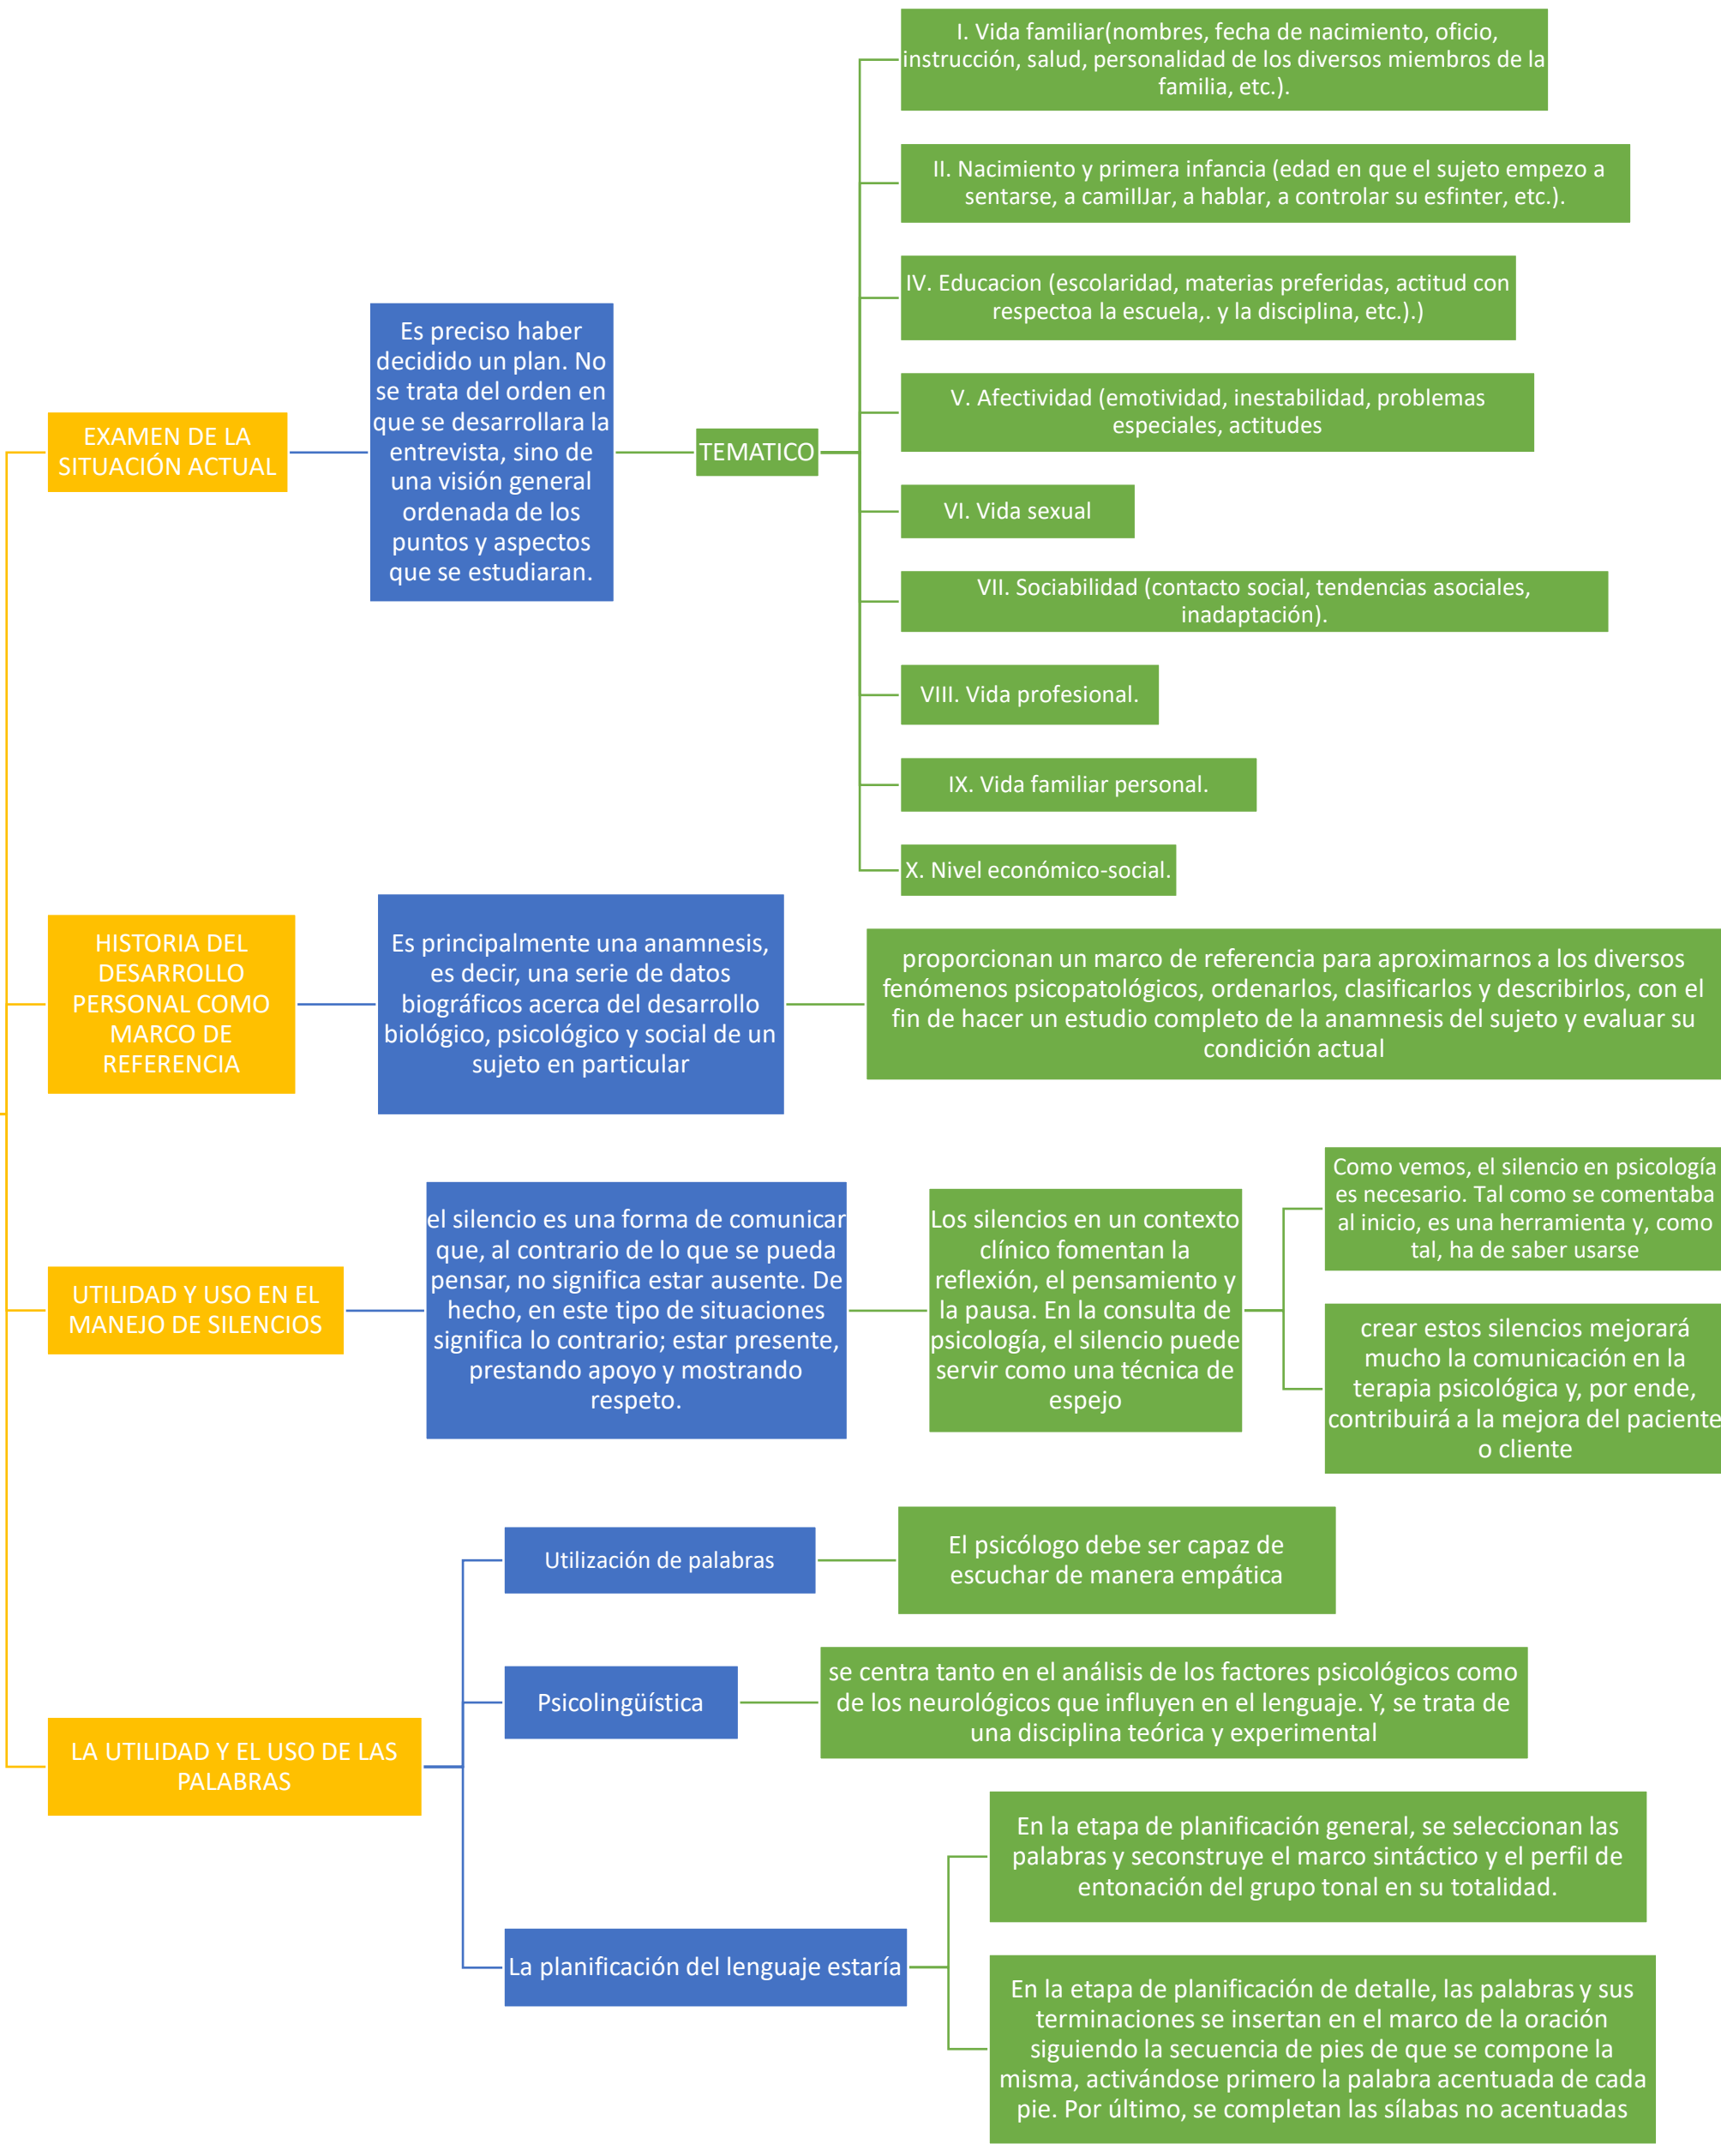 EXAMEN DE LA
SITUACIÓN ACTUAL
Es preciso haber
decidido un plan. No
se trata del orden en
que se desarrollara la
entrevista, sino de
una visión general
ordenada de los
puntos y aspectos
que se estudiaran.
TEMATICO
I. Vida familiar(nombres, fecha de nacimiento, oficio,
instrucción, salud, personalidad de los diversos miembros de la
familia, etc.).
II. Nacimiento y primera infancia (edad en que el sujeto empezo a
sentarse, a camillJar, a hablar, a controlar su esfinter, etc.).
IV. Educacion (escolaridad, materias preferidas, actitud con
respectoa la escuela,. y la disciplina, etc.).)
V. Afectividad (emotividad, inestabilidad, problemas
especiales, actitudes
VI. Vida sexual
VII. Sociabilidad (contacto social, tendencias asociales,
inadaptación).
VIII. Vida profesional.
IX. Vida familiar personal.
X. Nivel económico-social.
HISTORIA DEL
DESARROLLO
PERSONAL COMO
MARCO DE
REFERENCIA
Es principalmente una anamnesis,
es decir, una serie de datos
biográficos acerca del desarrollo
biológico, psicológico y social de un
sujeto en particular
proporcionan un marco de referencia para aproximarnos a los diversos
fenómenos psicopatológicos, ordenarlos, clasificarlos y describirlos, con el
fin de hacer un estudio completo de la anamnesis del sujeto y evaluar su
condición actual
UTILIDAD Y USO EN EL
MANEJO DE SILENCIOS
el silencio es una forma de comunicar
que, al contrario de lo que se pueda
pensar, no significa estar ausente. De
hecho, en este tipo de situaciones
significa lo contrario; estar presente,
prestando apoyo y mostrando
respeto.
Los silencios en un contexto
clínico fomentan la
reflexión, el pensamiento y
la pausa. En la consulta de
psicología, el silencio puede
servir como una técnica de
espejo
Como vemos, el silencio en psicología
es necesario. Tal como se comentaba
al inicio, es una herramienta y, como
tal, ha de saber usarse
crear estos silencios mejorará
mucho la comunicación en la
terapia psicológica y, por ende,
contribuirá a la mejora del paciente
o cliente
LA UTILIDAD Y EL USO DE LAS
PALABRAS
Utilización de palabras
El psicólogo debe ser capaz de
escuchar de manera empática
Psicolingüística
se centra tanto en el análisis de los factores psicológicos como
de los neurológicos que influyen en el lenguaje. Y, se trata de
una disciplina teórica y experimental
La planificación del lenguaje estaría
En la etapa de planificación general, se seleccionan las
palabras y seconstruye el marco sintáctico y el perfil de
entonación del grupo tonal en su totalidad.
En la etapa de planificación de detalle, las palabras y sus
terminaciones se insertan en el marco de la oración
siguiendo la secuencia de pies de que se compone la
misma, activándose primero la palabra acentuada de cada
pie. Por último, se completan las sílabas no acentuadas